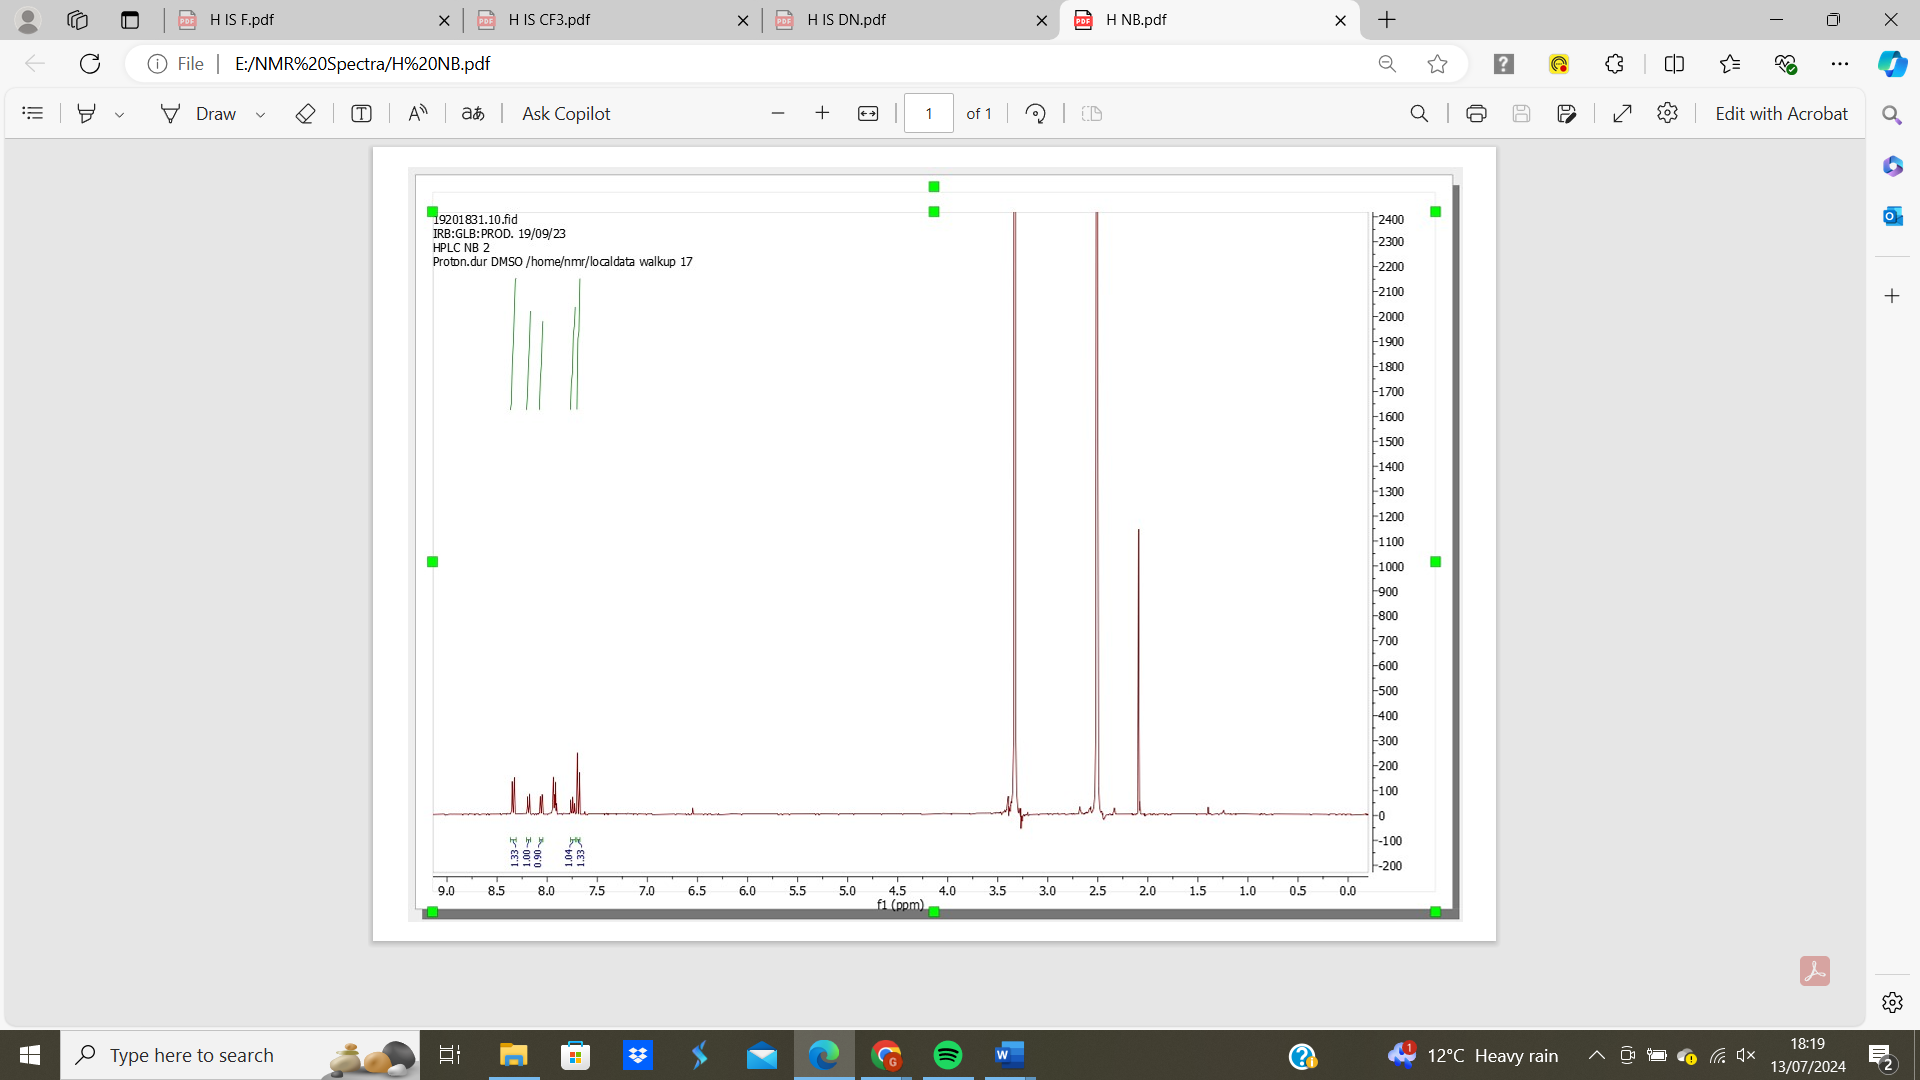 H IS F.pdf
H IS CF3.pdf
H IS DN.pdf
H NB.pdf
File
E:/NMR%20Spectra/H%20NB.pdf
Draw
Ask Copilot
1
of 1
Edit with Acrobat
19201831.10.fid
IRB:GLB:PROD. 19/09/23
HPLC NB 2
Proton.dur DMSO /home/nmr/localdata walkup 17
2400
2300
2200
2100
2000
1900
1800
1700
1600
1500
1400
1300
1200
1100
1000
900
800
700
600
500
400
300
200
100
0
-100
-200
1.33 1.00 0.90 1.04 1.33
9.0 8.5 8.0 7.5 7.0 6.5 6.0 5.5 5.0 4.5 4.0 3.5 3.0 2.5 2.0 1.5 1.0 0.5 0.0
f1 (ppm)
Type here to search
1
12°C Heavy rain
18:19
13/07/2024
2